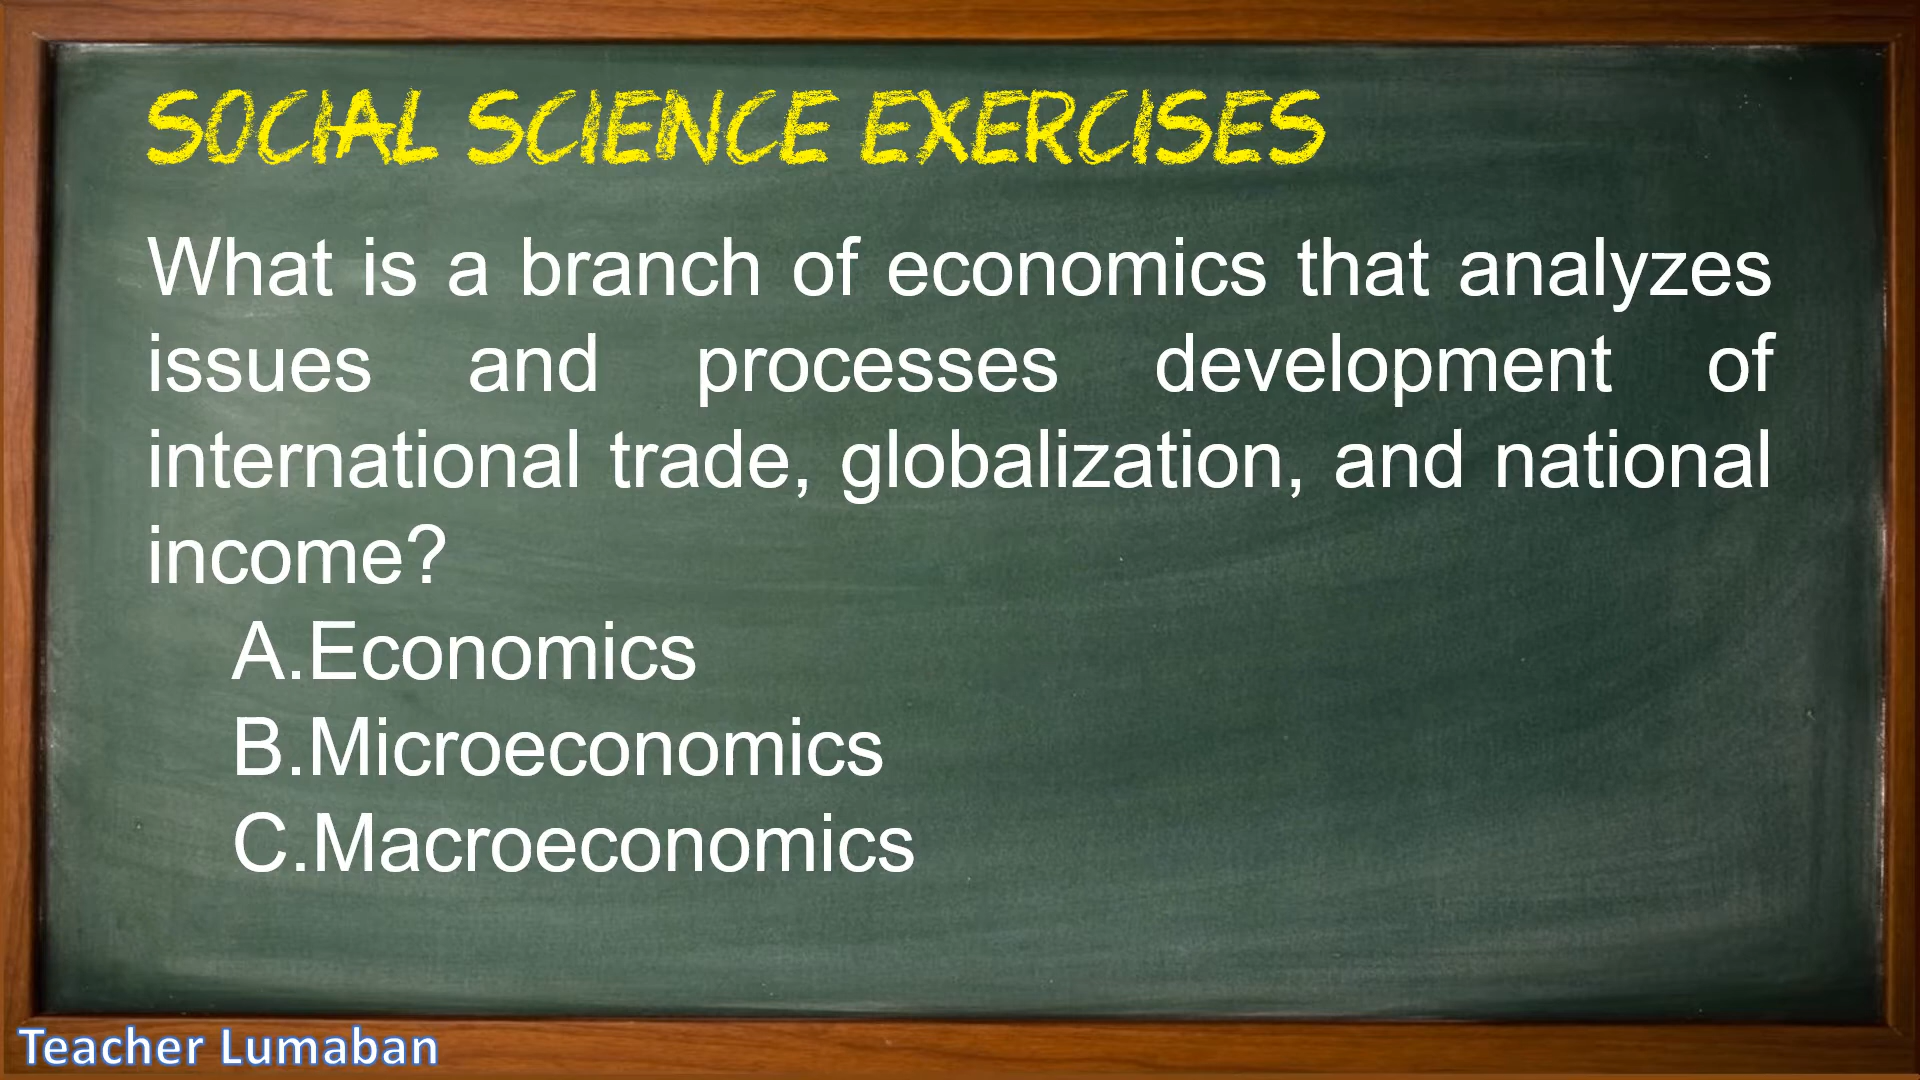 SOCIAL SCIENCE EXERCISES
What is a branch of economics that analyzes
issues and processes development of
international trade, globalization, and national
income?
A.Economics
B.Microeconomics
C.Macroeconomics
Teacher Lumaban